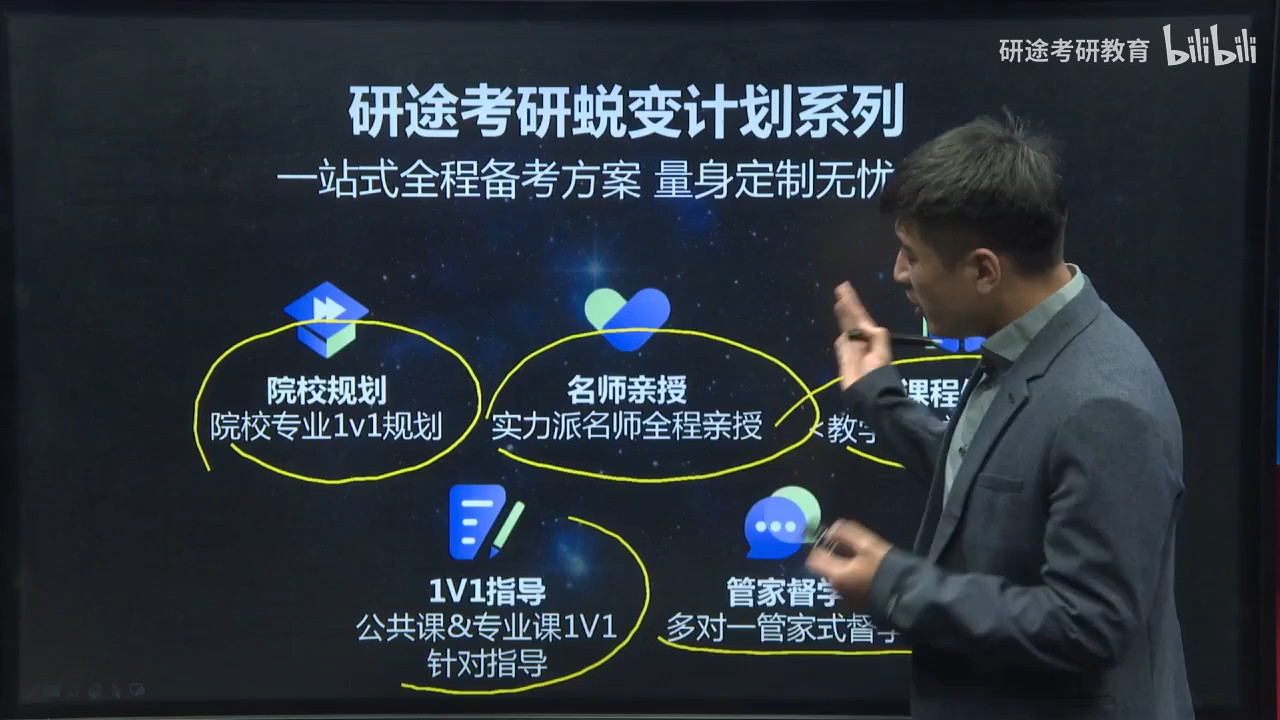 研途考研教育 bilibili
研途考研蜕变计划系列
一站式全程备考方案 量身定制无忧
院校规划
院校专业1v1规划
名师亲授
实力派名师全程亲授
课程
<教学
1V1指导
公共课&专业课1V1
针对指导
管家督学
多对一管家式督学